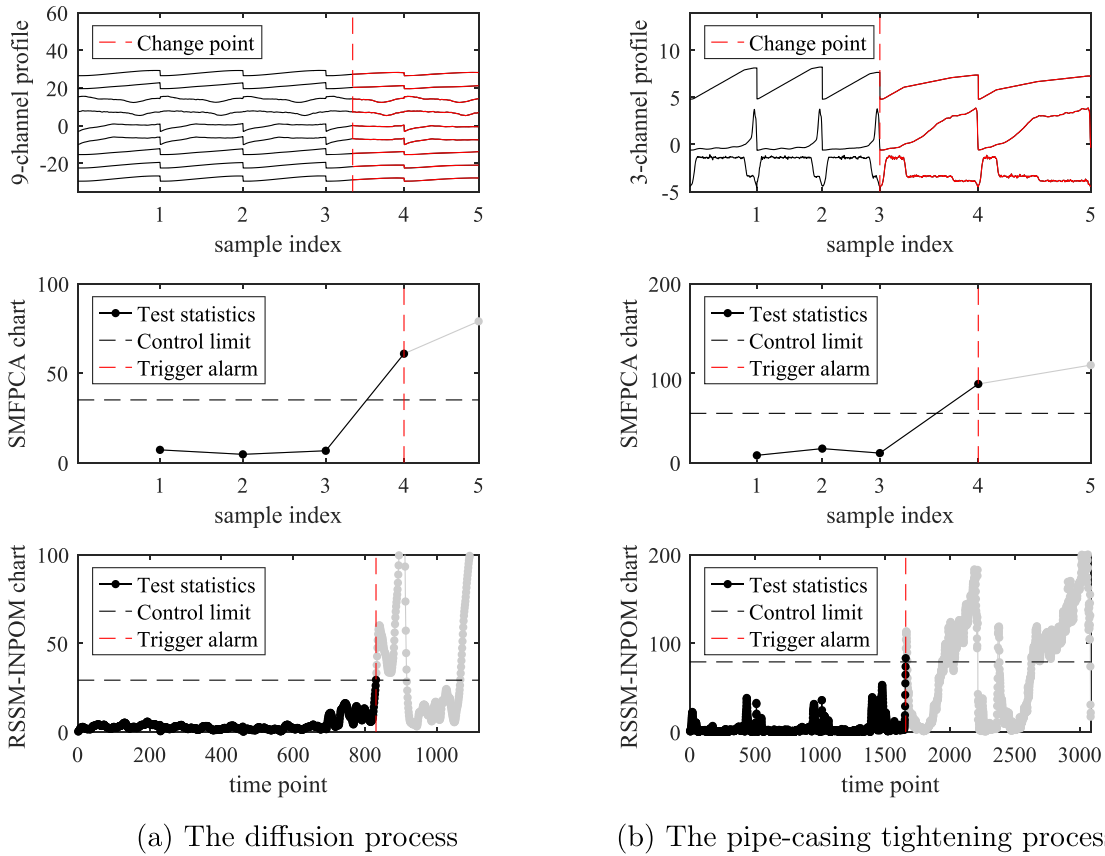 60
40
20
0
-20
9-channel profile
Change point
1 2 3 4 5
sample index
100
50
0
SMFPCA chart
Test statistics
Control limit
Trigger alarm
1 2 3 4 5
sample index
100
50
0
RSSM-INPOM chart
Test statistics
Control limit
Trigger alarm
0 200 400 600 800 1000
time point
(a) The diffusion process
10
5
0
-5
3-channel profile
Change point
1 2 3 4 5
sample index
200
100
0
SMFPCA chart
Test statistics
Control limit
Trigger alarm
1 2 3 4 5
sample index
200
100
0
RSSM-INPOM chart
Test statistics
Control limit
Trigger alarm
0 500 1000 1500 2000 2500 3000
time point
(b) The pipe-casing tightening proces